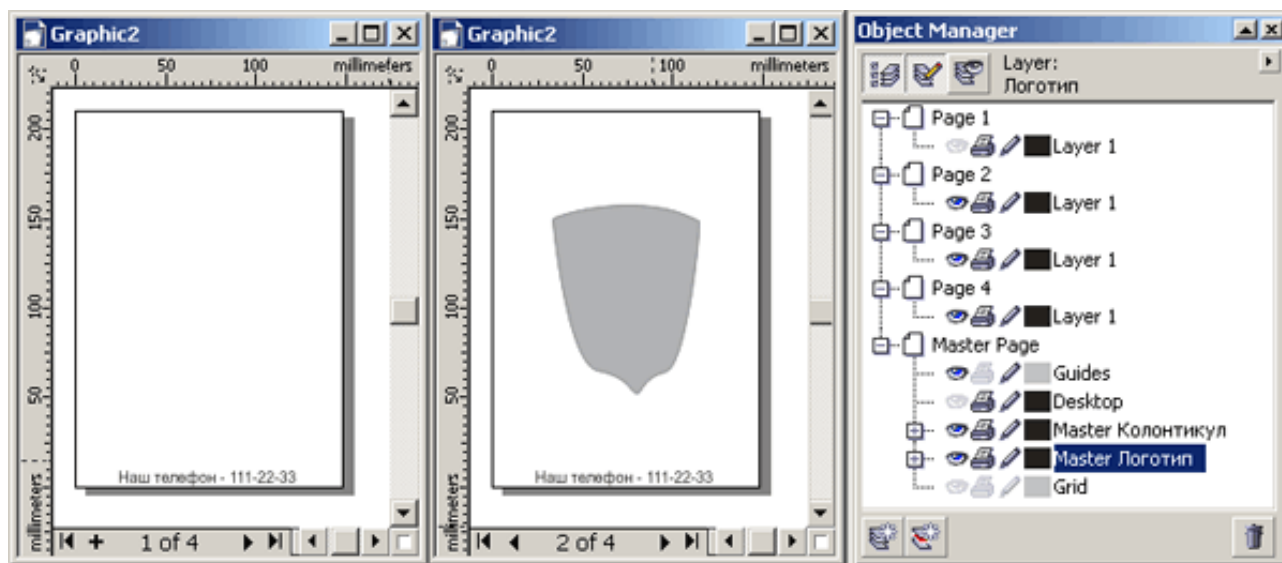 Graphic2
0 50 100 millimeters
200
150
100
50
millimeters
Наш телефон - 111-22-33
1 of 4
Graphic2
0 50 100 millimeters
200
150
100
50
millimeters
Наш телефон - 111-22-33
2 of 4
Object Manager
Layer:
Логотип
Page 1
Layer 1
Page 2
Layer 1
Page 3
Layer 1
Page 4
Layer 1
Master Page
Guides
Desktop
Master Колонтикул
Master Логотип
Grid